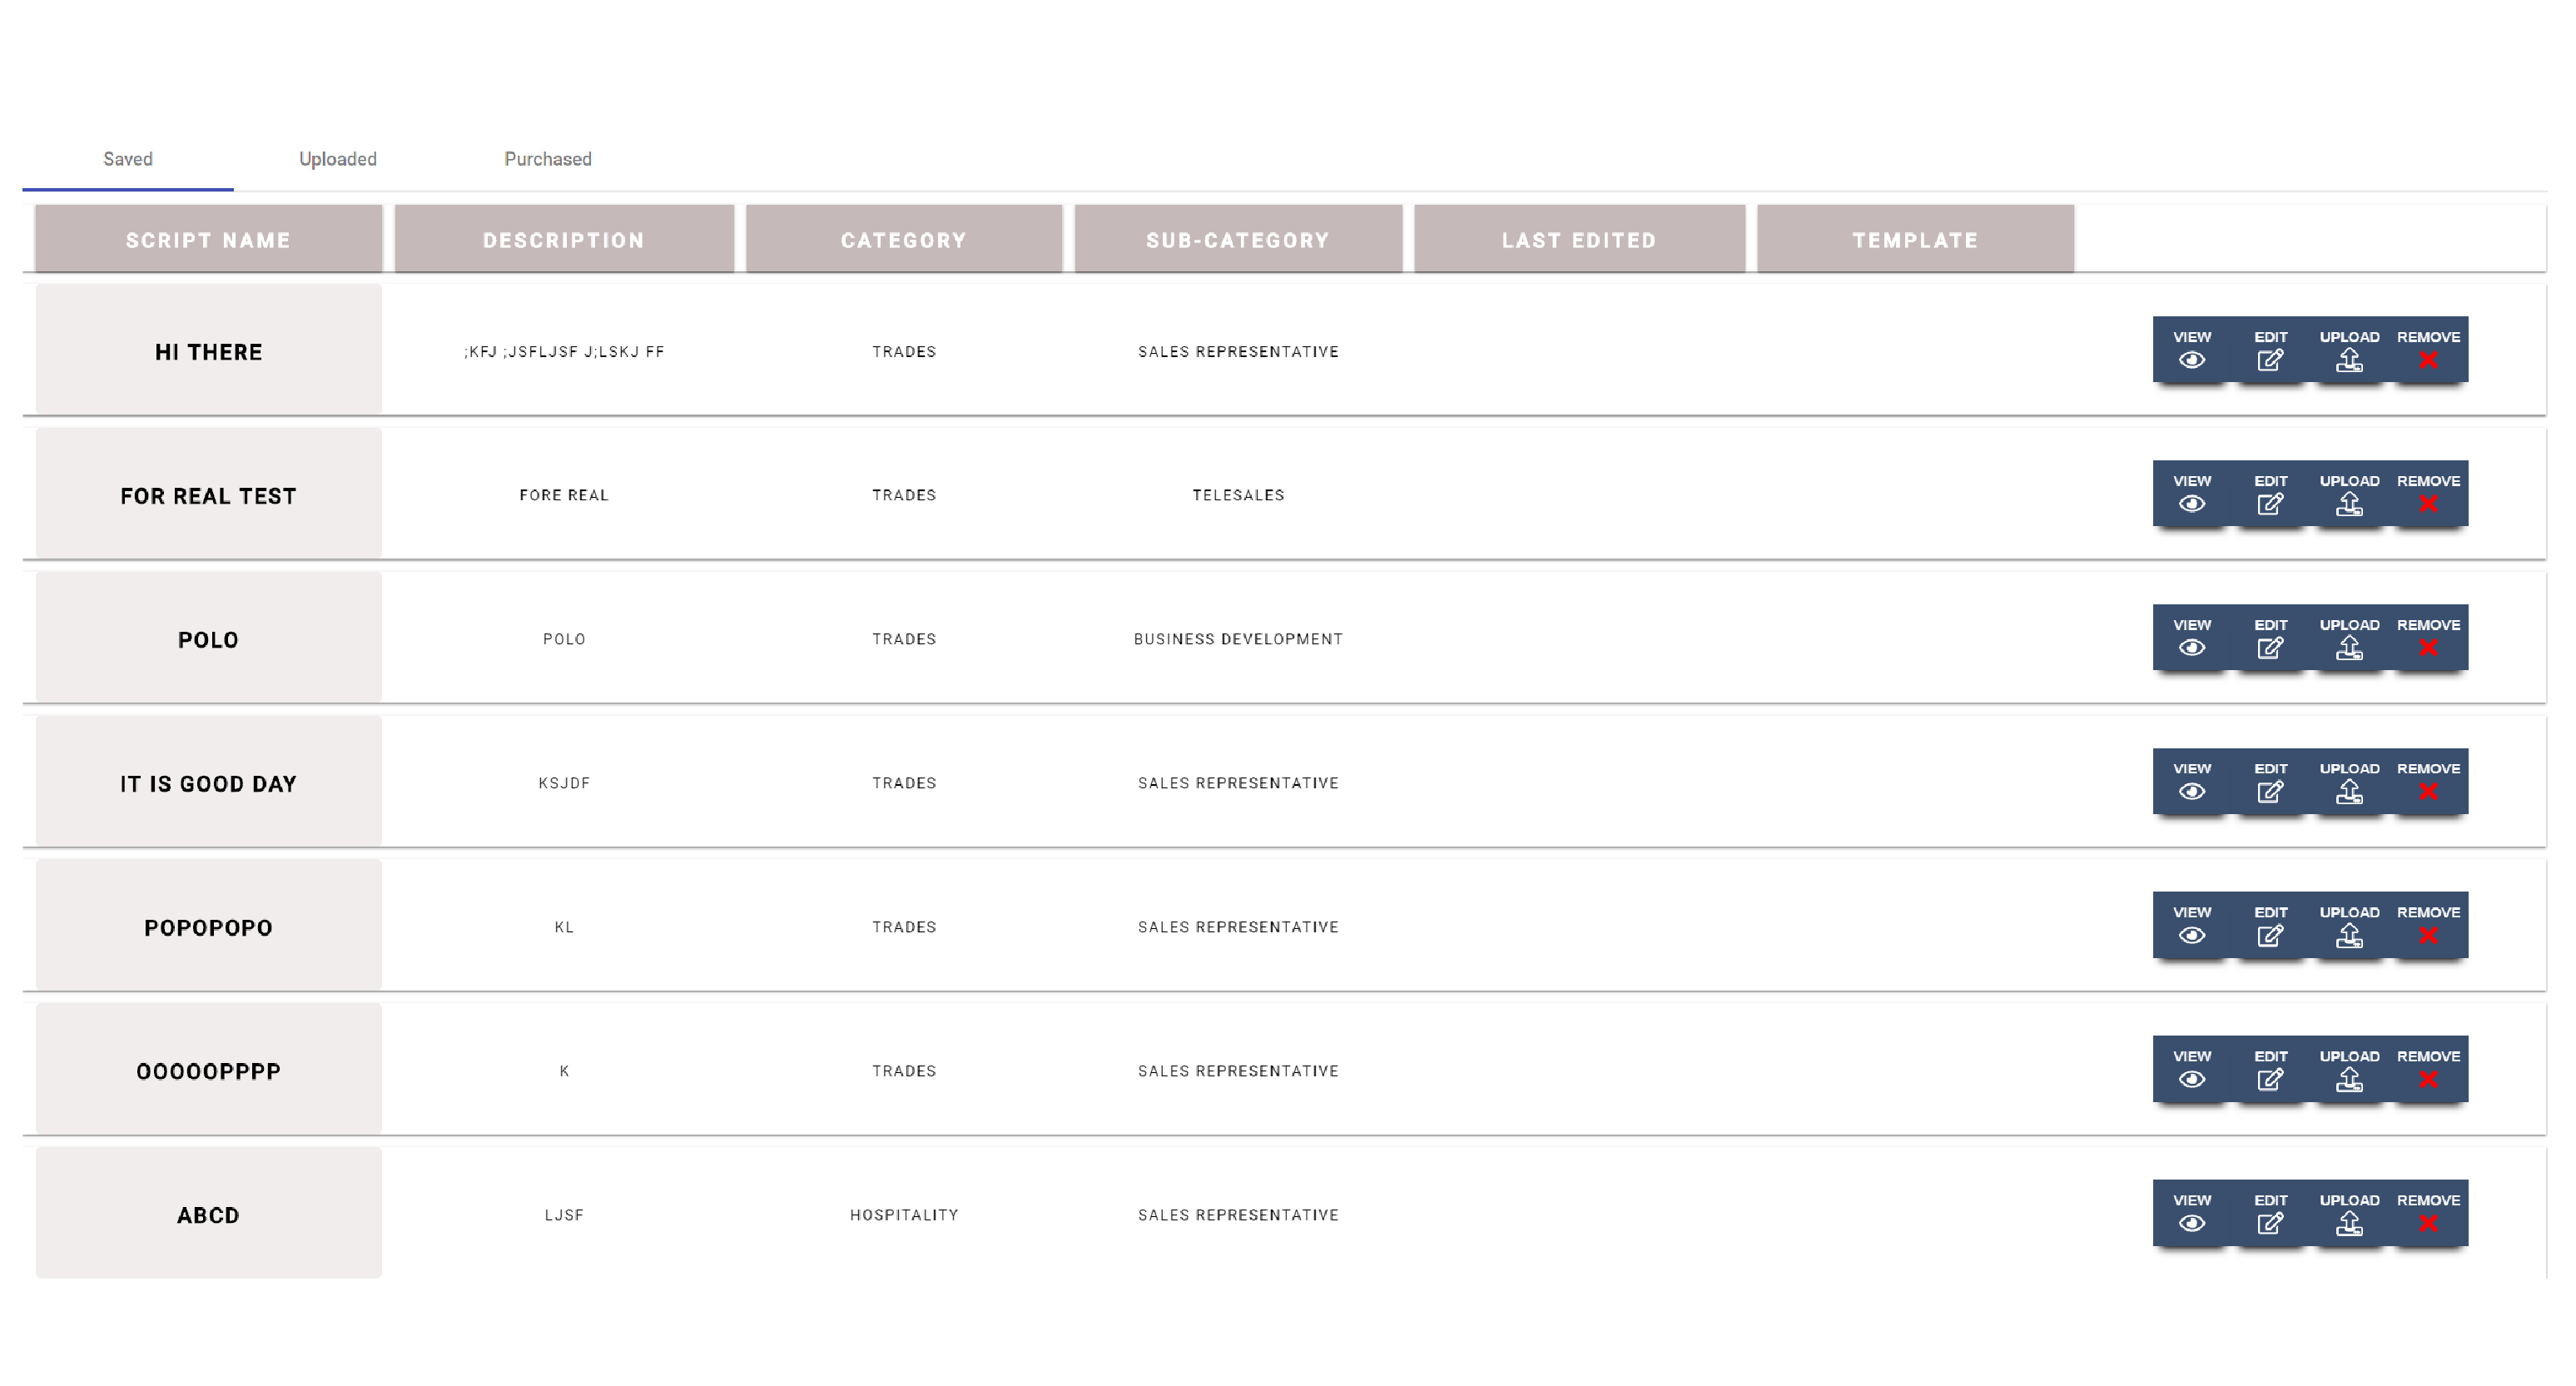 Saved Uploaded Purchased
SCRIPT NAME DESCRIPTION CATEGORY SUB-CATEGORY LAST EDITED TEMPLATE
HI THERE ;KFJ ;JSFLJSF J;LSKJ FF TRADES SALES REPRESENTATIVE VIEW EDIT UPLOAD REMOVE
FOR REAL TEST FORE REAL TRADES TELESALES VIEW EDIT UPLOAD REMOVE
POLO POLO TRADES BUSINESS DEVELOPMENT VIEW EDIT UPLOAD REMOVE
IT IS GOOD DAY KSJDF TRADES SALES REPRESENTATIVE VIEW EDIT UPLOAD REMOVE
POPOPOPO KL TRADES SALES REPRESENTATIVE VIEW EDIT UPLOAD REMOVE
OOOOOPPPP K TRADES SALES REPRESENTATIVE VIEW EDIT UPLOAD REMOVE
ABCD LJSF HOSPITALITY SALES REPRESENTATIVE VIEW EDIT UPLOAD REMOVE